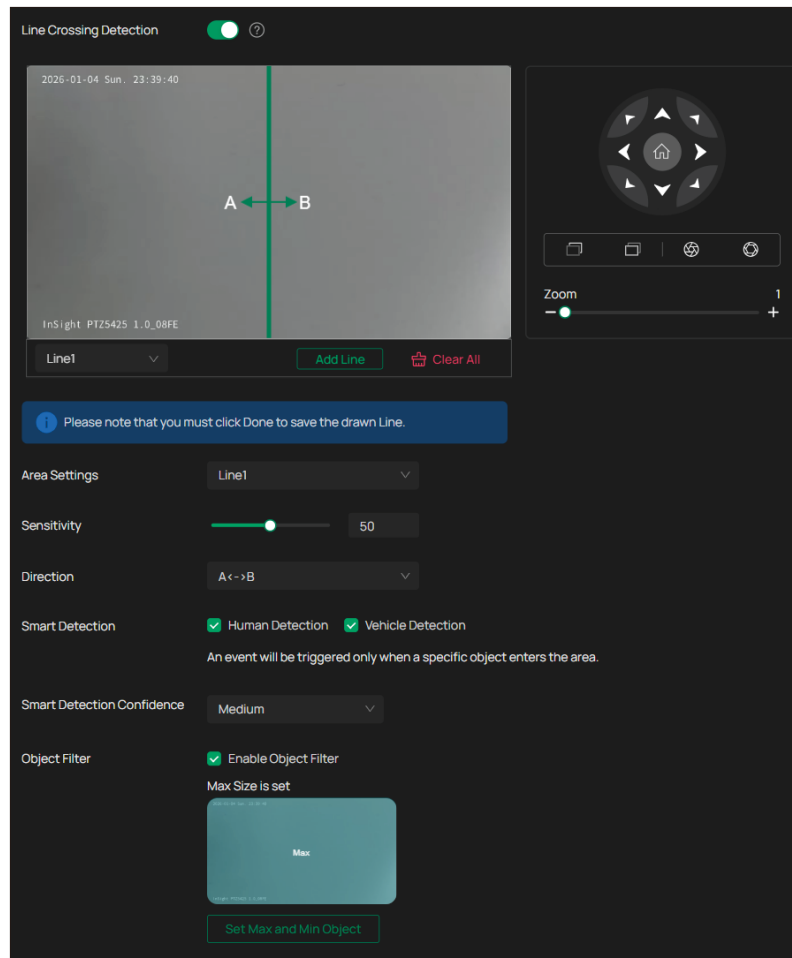 Line Crossing Detection
2026-01-04 Sun. 23:39:40
A
B
InSight PTZ5425 1.0_08FE
Line1
Add Line
Clear All
Zoom
1
Please note that you must click Done to save the drawn Line.
Area Settings
Line1
Sensitivity
50
Direction
A<->B
Smart Detection
Human Detection
Vehicle Detection
An event will be triggered only when a specific object enters the area.
Smart Detection Confidence
Medium
Object Filter
Enable Object Filter
Max Size is set
Max
Set Max and Min Object